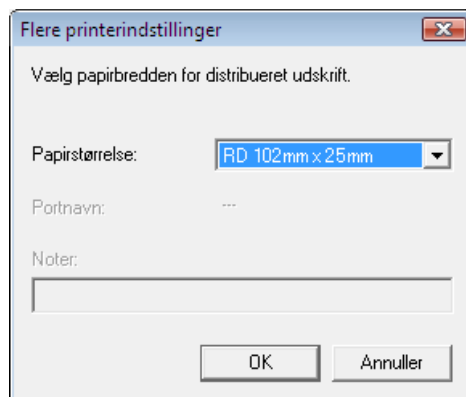 Flere printerindstillinger
Vælg papirbredden for distribueret udskrift.
Papirstørrelse: RD 102mm x 25mm
Portnavn: ---
Noter:
OK Annuller